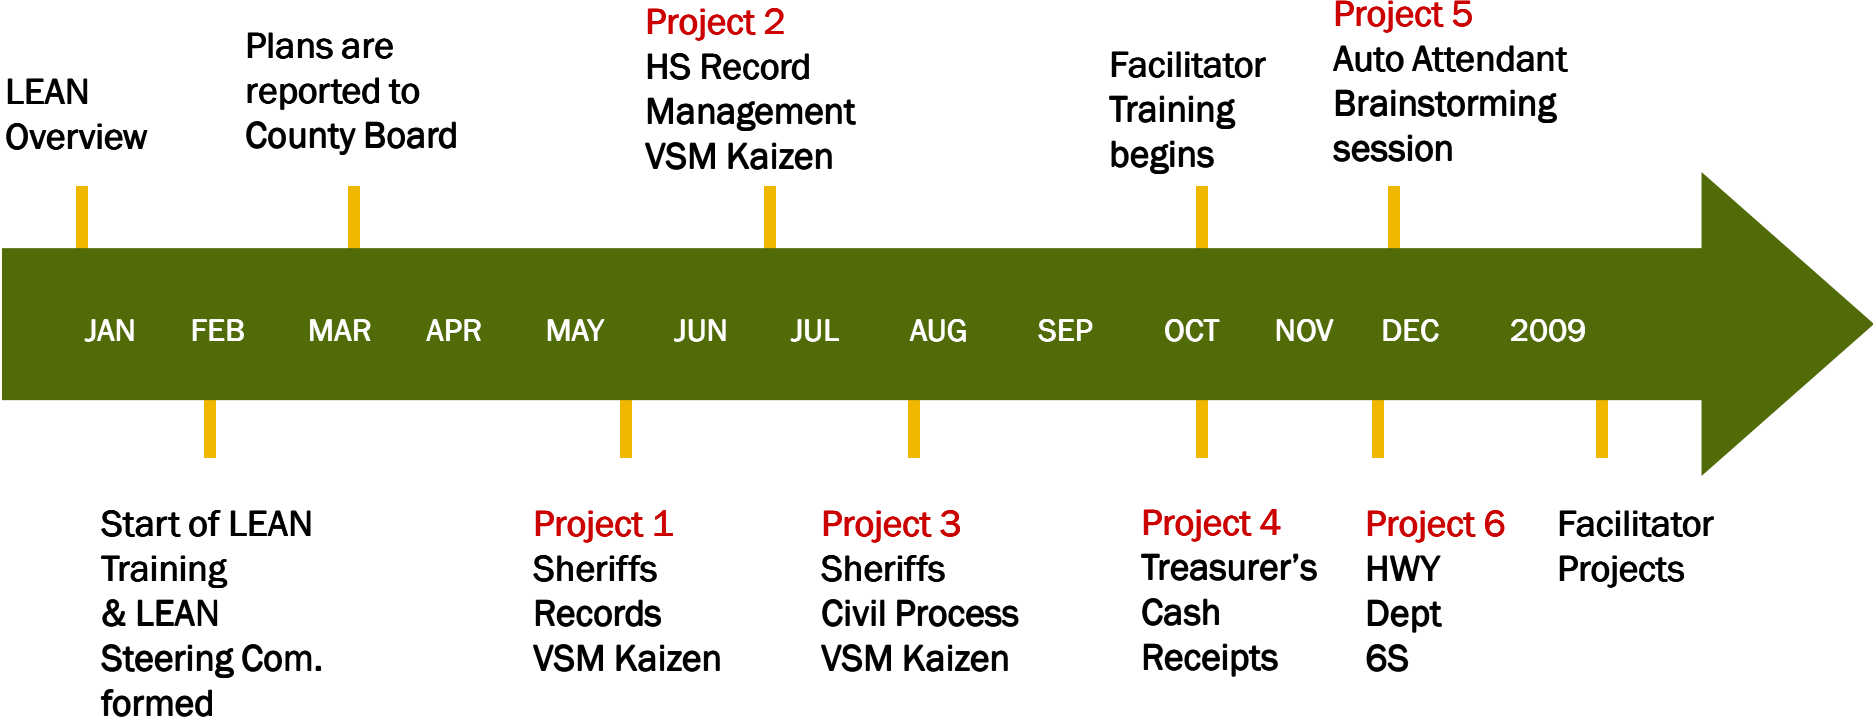 LEAN
Overview
Plans are
reported to
County Board
Project 2
HS Record
Management
VSM Kaizen
Facilitator
Training
begins
Project 5
Auto Attendant
Brainstorming
session
JAN FEB MAR APR MAY JUN JUL AUG SEP OCT NOV DEC 2009
Start of LEAN
Training
& LEAN
Steering Com.
formed
Project 1
Sheriffs
Records
VSM Kaizen
Project 3
Sheriffs
Civil Process
VSM Kaizen
Project 4
Treasurer’s
Cash
Receipts
Project 6
HWY
Dept
6S
Facilitator
Projects